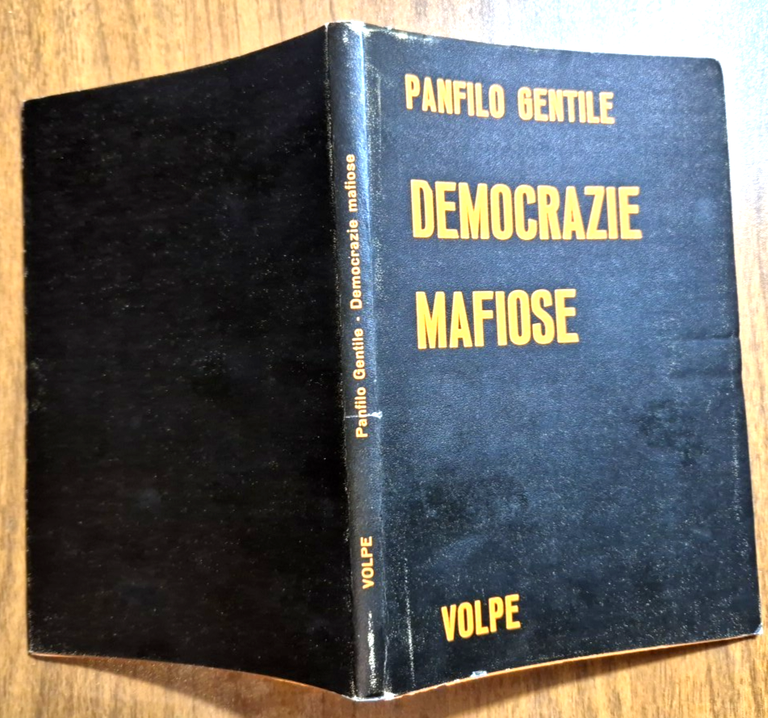 PANFILO GENTILE
DEMOCRAZIE
MAFIOSE
VOLPE
Panfilo Gentile - Democrazie mafiose
VOLPE